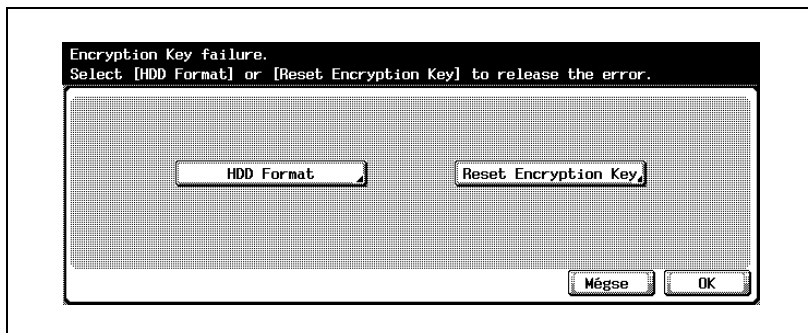 Encryption Key failure.
Select [HDD Format] or [Reset Encryption Key] to release the error.
HDD Format
Reset Encryption Key
Mégse
OK